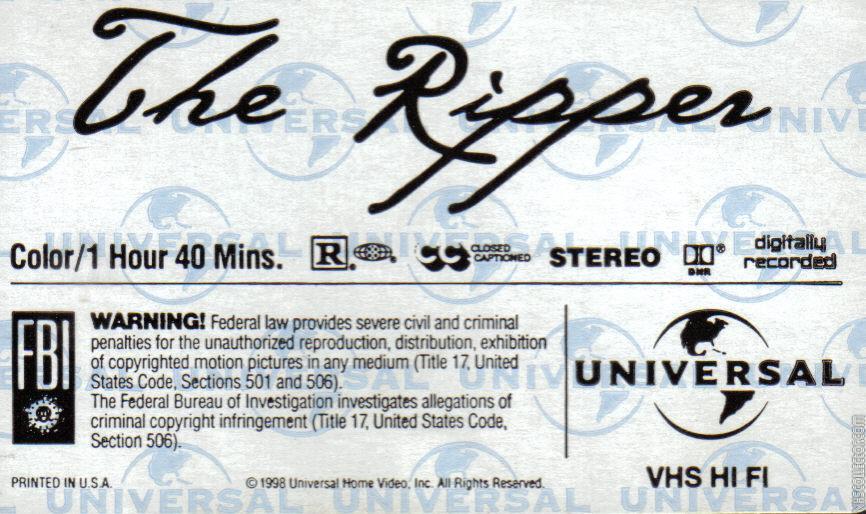 The Ripper
Color/1 Hour 40 Mins. R CLOSED CAPTIONED STEREO DNR ® digitally recorded
FBI
WARNING! Federal law provides severe civil and criminal
penalties for the unauthorized reproduction, distribution, exhibition
of copyrighted motion pictures in any medium (Title 17, United
States Code, Sections 501 and 506).
The Federal Bureau of Investigation investigates allegations of
criminal copyright infringement (Title 17, United States Code,
Section 506).
UNIVERSAL
VHS HI FI
PRINTED IN U.S.A.
©1998 Universal Home Video, Inc. All Rights Reserved.
VHSCOLLECTOR.COM